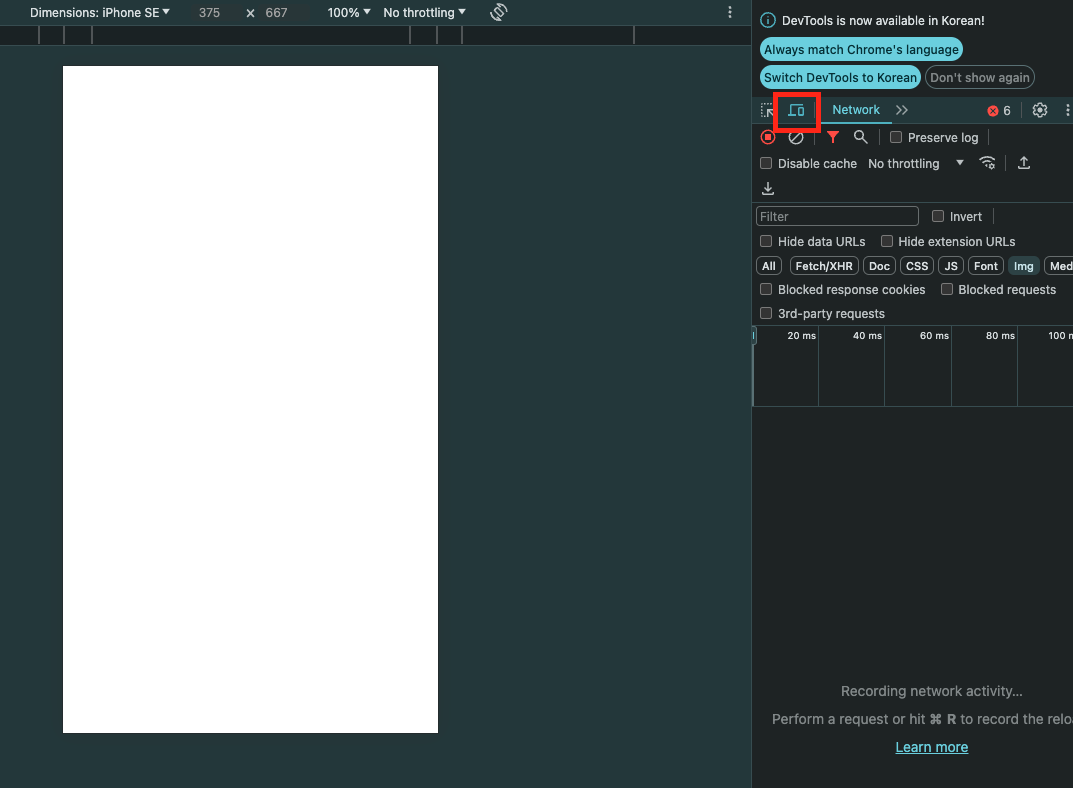 Dimensions: iPhone SE 375 × 667 100% No throttling
DevTools is now available in Korean!
Always match Chrome's language
Switch DevTools to Korean Don't show again
Network 6
Preserve log
Disable cache No throttling
Filter Invert
Hide data URLs Hide extension URLs
All Fetch/XHR Doc CSS JS Font Img Med
Blocked response cookies Blocked requests
3rd-party requests
20 ms 40 ms 60 ms 80 ms 100 m
Recording network activity...
Perform a request or hit ⌘ R to record the relo
Learn more